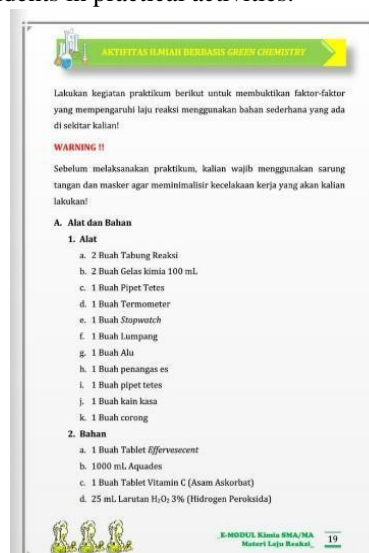 students in practical activities.
AKTIFITAS ILMIAH BERBASIS GREEN CHEMISTRY
Lakukan kegiatan praktikum berikut untuk membuktikan faktor-faktor
yang mempengaruhi laju reaksi menggunakan bahan sederhana yang ada
di sekitar kalian!
WARNING !!
Sebelum melaksanakan praktikum, kalian wajib menggunakan sarung
tangan dan masker agar meminimalisir kecelakaan kerja yang akan kalian
lakukan!
A. Alat dan Bahan
1. Alat
a. 2 Buah Tabung Reaksi
b. 2 Buah Gelas kimia 100 mL
c. 1 Buah Pipet Tetes
d. 1 Buah Termometer
e. 1 Buah Stopwatch
f. 1 Buah Lumpang
g. 1 Buah Alu
h. 1 Buah penangas es
i. 1 Buah pipet tetes
j. 1 Buah kain kasa
k. 1 Buah corong
2. Bahan
a. 1 Buah Tablet Effervesecent
b. 1000 mL Aquades
c. 1 Buah Tablet Vitamin C (Asam Askorbat)
d. 25 mL Larutan H₂O₂ 3% (Hidrogen Peroksida)
E-MODUL Kimia SMA/MA
Materi Laju Reaksi_
19